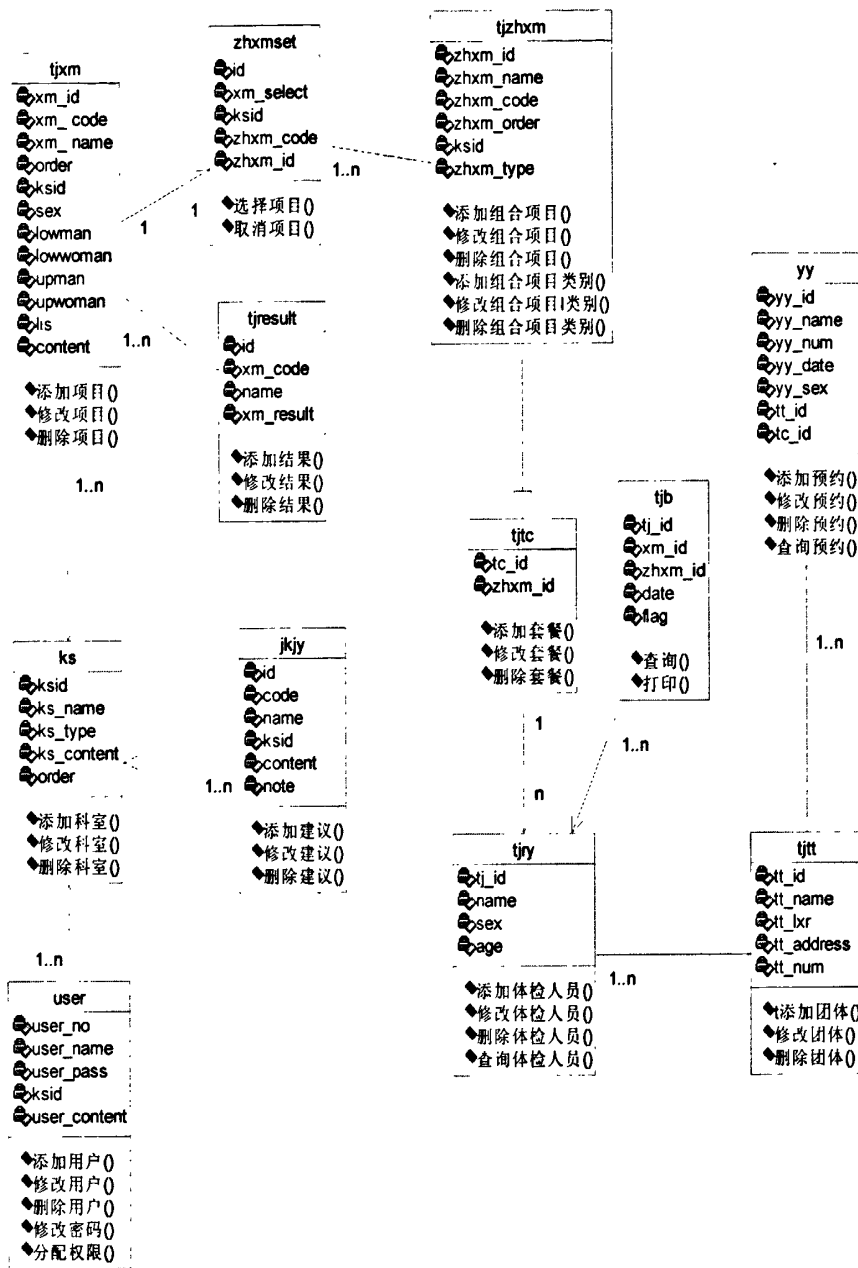 tjxm
xm_id
xm_ code
xm_ name
order
ksid
sex
lowman
lowwoman
upman
upwoman
lis
content
添加项目()
修改项目()
删除项目()
1
1..n
1..n
zhxmset
id
xm_select
ksid
zhxm_code
zhxm_id
选择项目()
取消项目()
1
1..n
tjzhxm
zhxm_id
zhxm_name
zhxm_code
zhxm_order
ksid
zhxm_type
添加组合项目()
修改组合项目()
删除组合项目()
添加组合项目类别()
修改组合项目类别()
删除组合项目类别()
tjresult
id
xm_code
name
xm_result
添加结果()
修改结果()
删除结果()
yy
yy_id
yy_name
yy_num
yy_date
yy_sex
tt_id
tc_id
添加预约()
修改预约()
删除预约()
查询预约()
1..n
tjtc
tc_id
zhxm_id
添加套餐()
修改套餐()
删除套餐()
1
n
tjb
tj_id
xm_id
zhxm_id
date
flag
查询()
打印()
1..n
ks
ksid
ks_name
ks_type
ks_content
order
添加科室()
修改科室()
删除科室()
1..n
jkjy
id
code
name
ksid
content
note
添加建议()
修改建议()
删除建议()
1..n
tjry
tj_id
name
sex
age
添加体检人员()
修改体检人员()
删除体检人员()
查询体检人员()
1..n
tjtt
tt_id
tt_name
tt_lxr
tt_address
tt_num
t添加团体()
修改团体()
删除团体()
user
user_no
user_name
user_pass
ksid
user_content
添加用户()
修改用户()
删除用户()
修改密码()
分配权限()